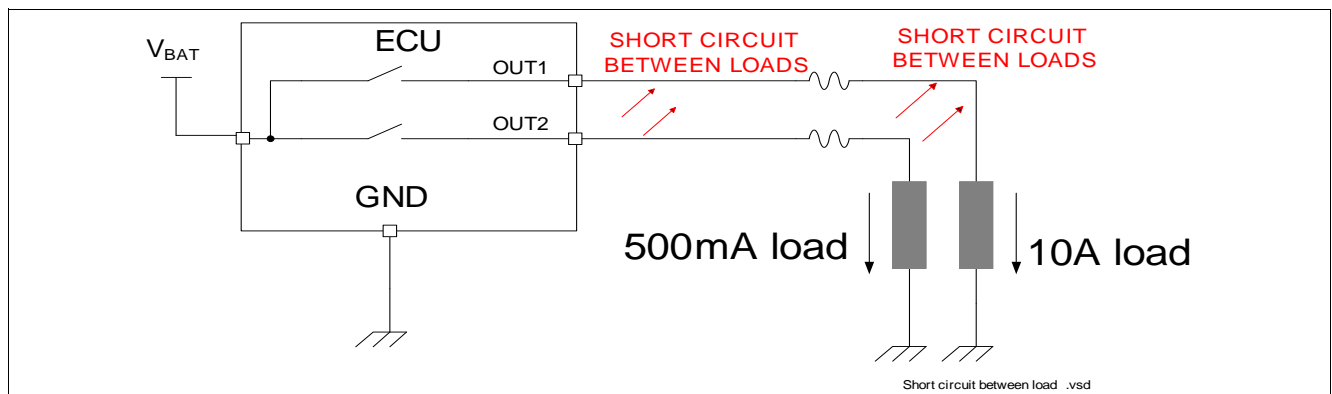 V_BAT
ECU
OUT1
OUT2
GND
SHORT CIRCUIT
BETWEEN LOADS
SHORT CIRCUIT
BETWEEN LOADS
500mA load
10A load
Short circuit between load .vsd